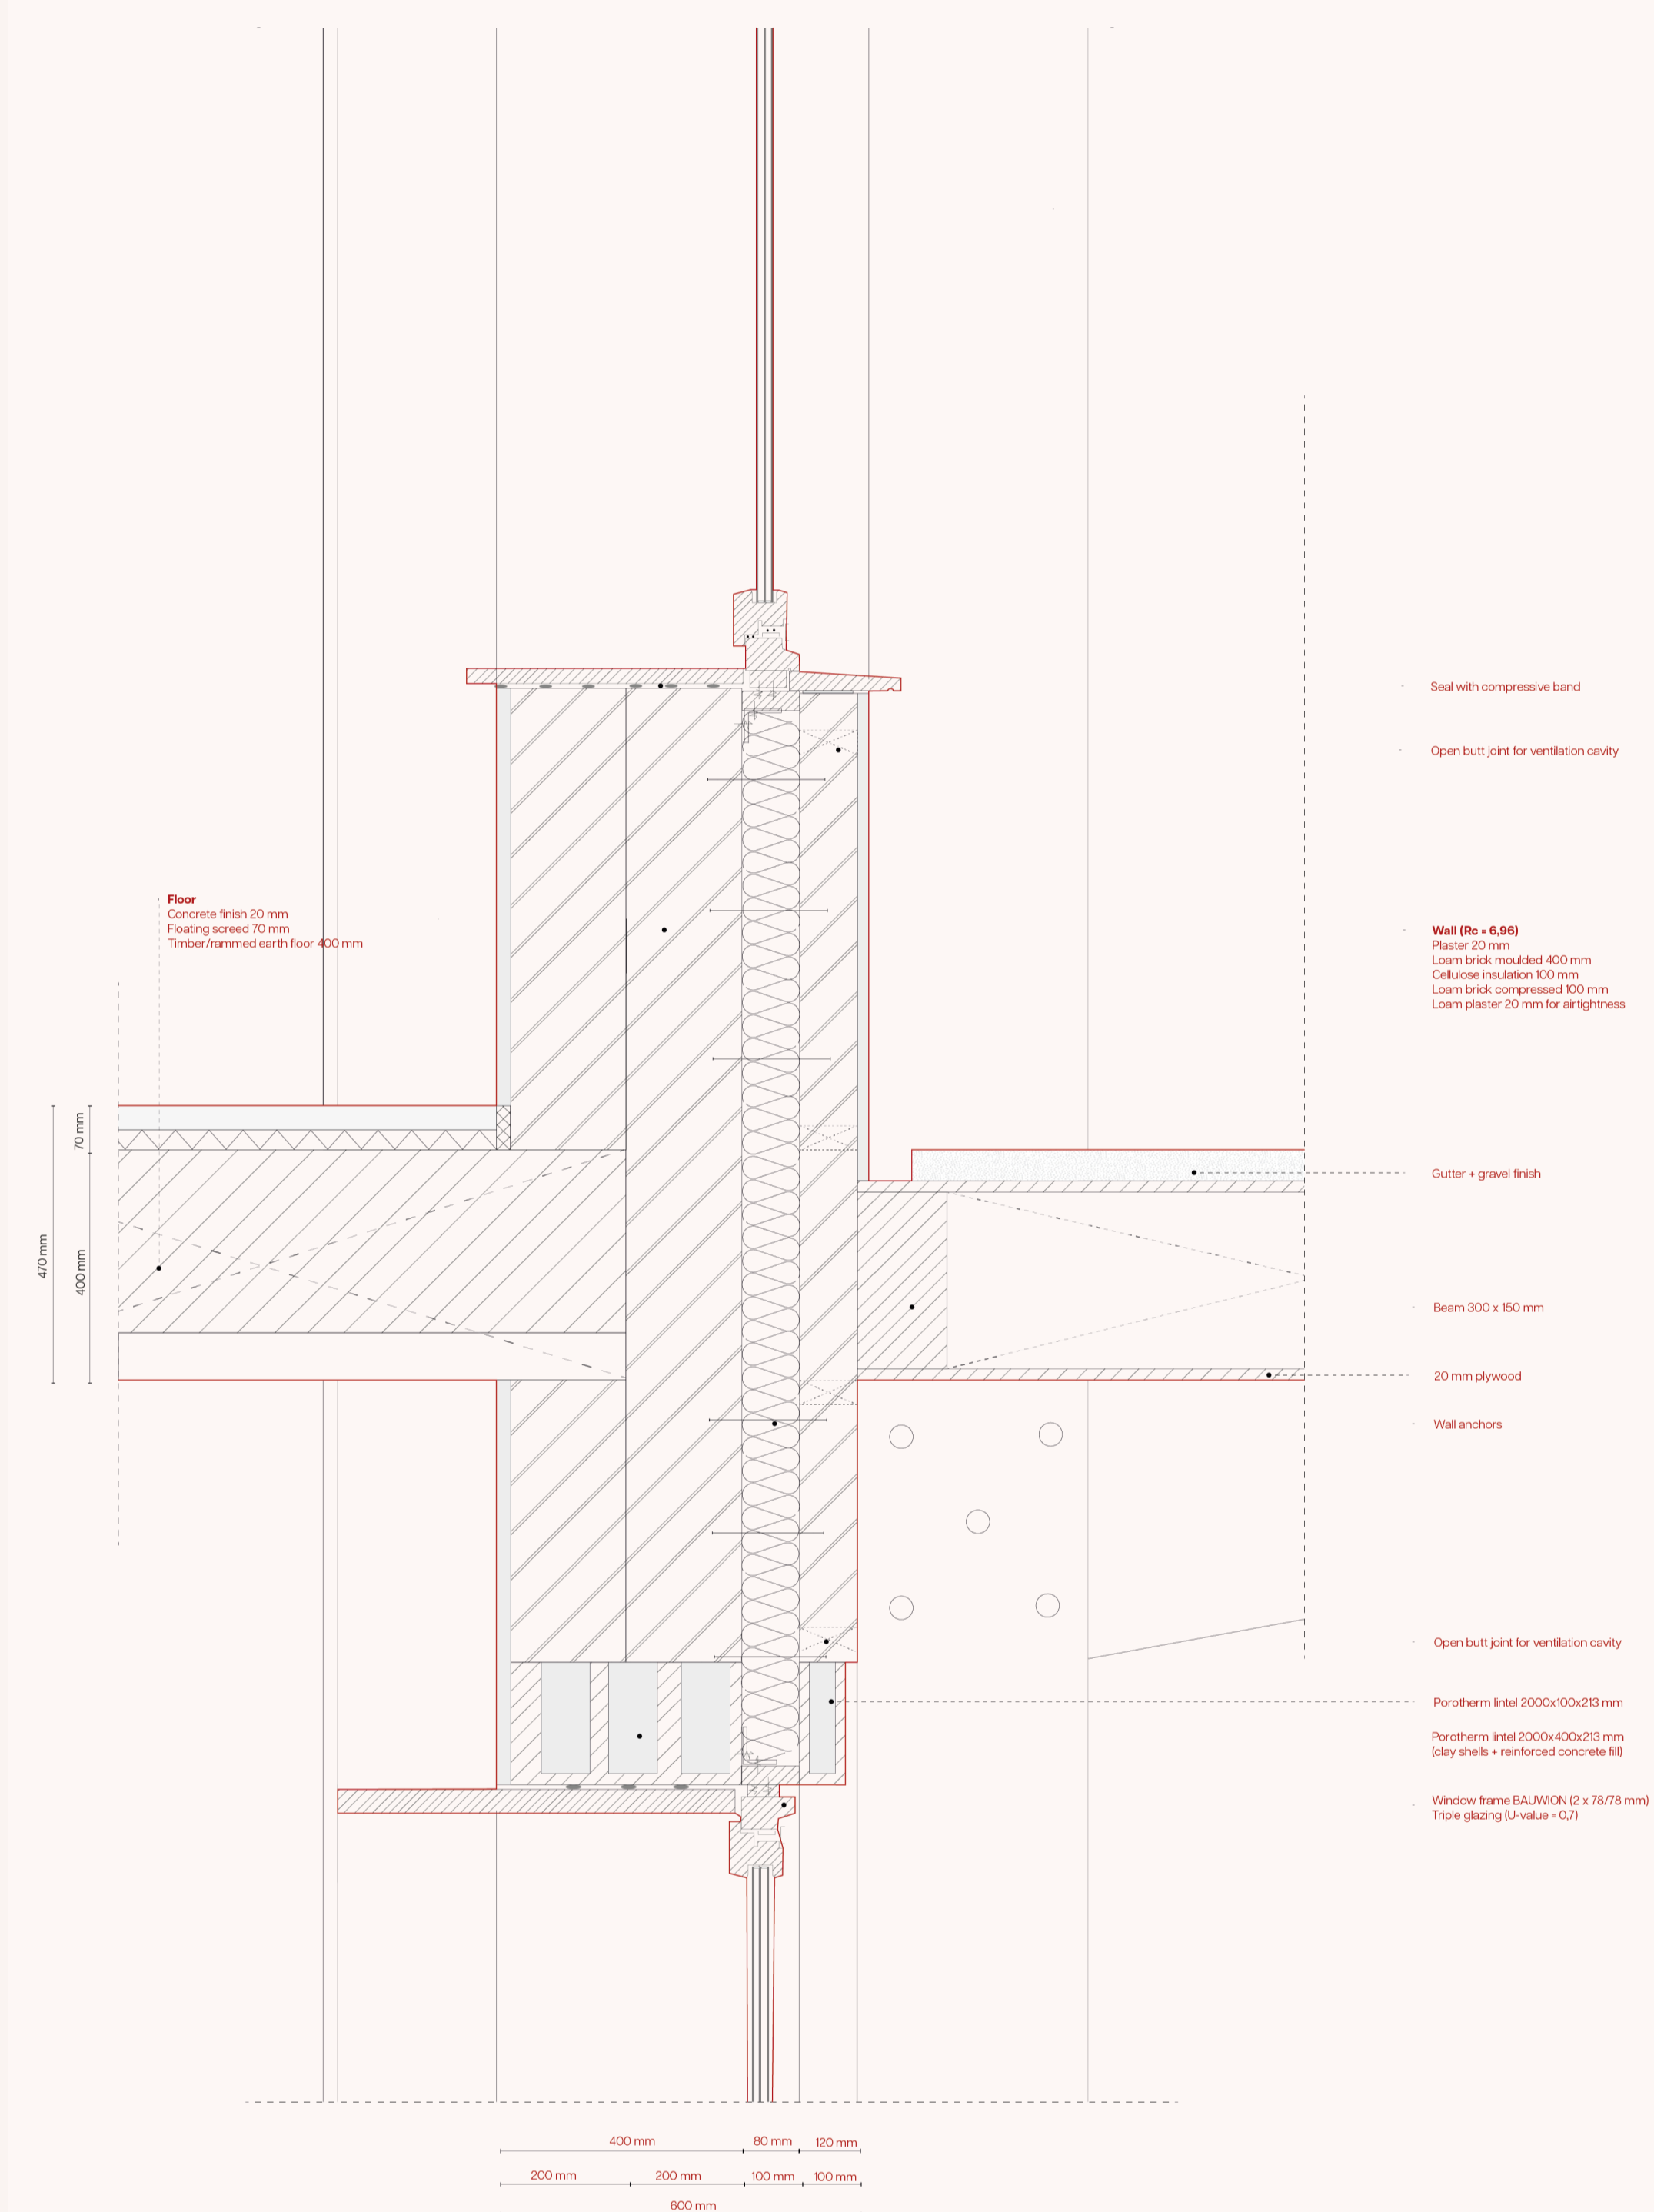 Seal with compressive band
Open butt joint for ventilation cavity
Floor
Concrete finish 20 mm
Floating screed 70 mm
Timber/rammed earth floor 400 mm
Wall (Rc = 6,96)
Plaster 20 mm
Loam brick moulded 400 mm
Cellulose insulation 100 mm
Loam brick compressed 100 mm
Loam plaster 20 mm for airtightness
70 mm
470 mm
400 mm
Gutter + gravel finish
Beam 300 x 150 mm
20 mm plywood
Wall anchors
Open butt joint for ventilation cavity
Porotherm lintel 2000x100x213 mm
Porotherm lintel 2000x400x213 mm
(clay shells + reinforced concrete fill)
Window frame BAUWION (2 x 78/78 mm)
Triple glazing (U-value = 0,7)
400 mm 80 mm 120 mm
200 mm 200 mm 100 mm 100 mm
600 mm